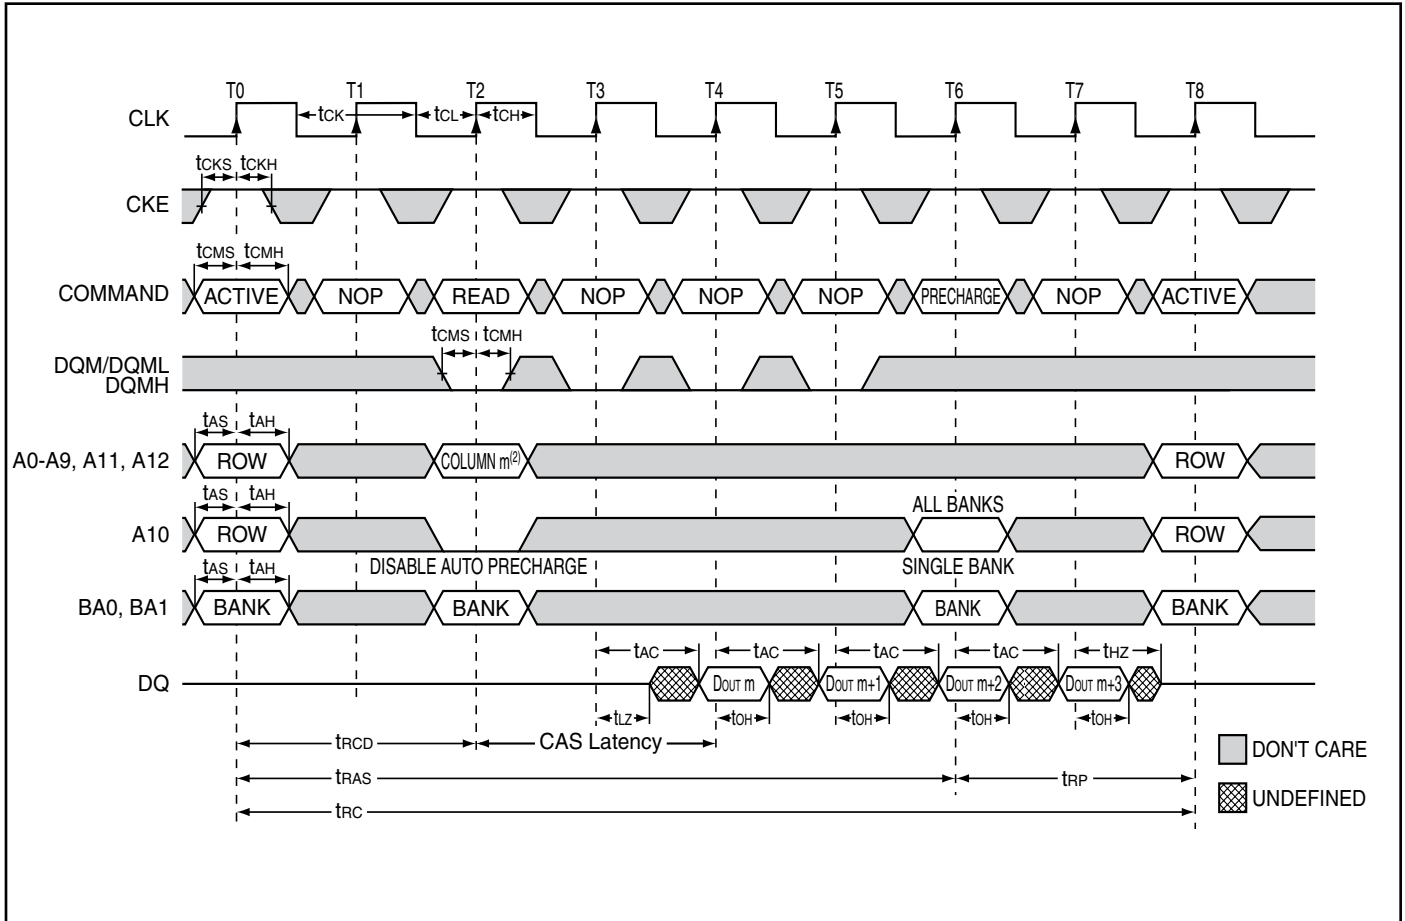 T0 T1 T2 T3 T4 T5 T6 T7 T8
CLK
tCK tCL tCH
tCKS tCKH
CKE
tCMS tCMH
COMMAND ACTIVE NOP READ NOP NOP NOP PRECHARGE NOP ACTIVE
tCMS tCMH
DQM/DQML
DQMH
tAS tAH
A0-A9, A11, A12 ROW COLUMN m(2) ROW
tAS tAH ALL BANKS
A10 ROW ROW
DISABLE AUTO PRECHARGE SINGLE BANK
tAS tAH
BA0, BA1 BANK BANK BANK BANK
tAC tAC tAC tAC tHZ
DQ DOUT m DOUT m+1 DOUT m+2 DOUT m+3
tLZ tOH tOH tOH tOH
tRCD CAS Latency
DON'T CARE
tRAS tRP
UNDEFINED
tRC